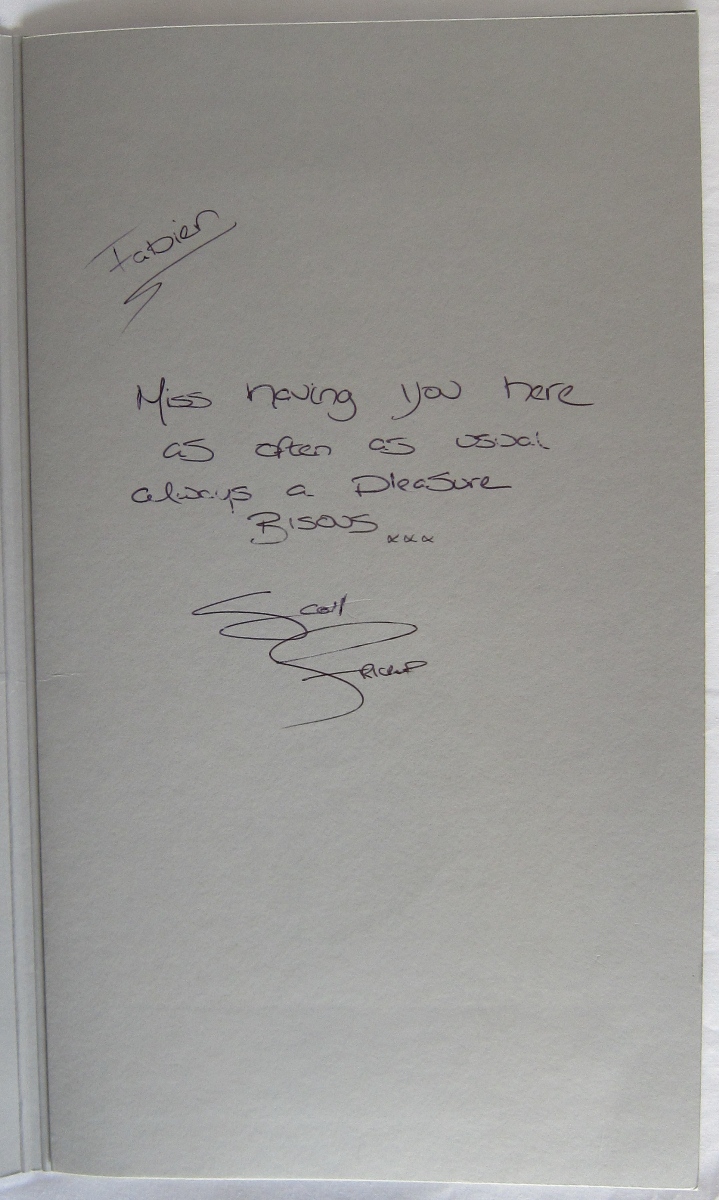 Fabien
Miss having you here
as often as usual
always a Pleasure
Bisous...
xxx
Scott